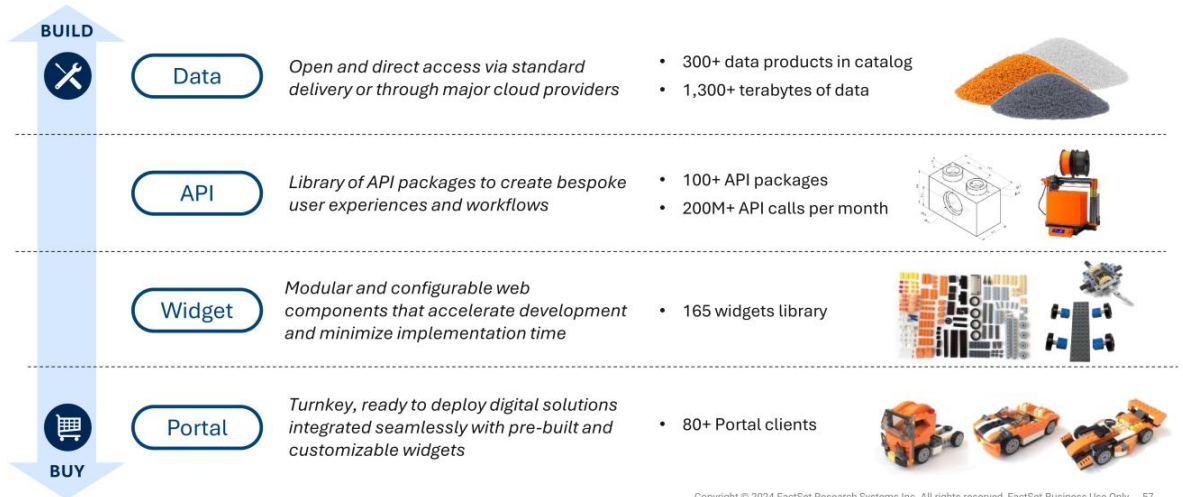 BUILD
Data
Open and direct access via standard
delivery or through major cloud providers
• 300+ data products in catalog
• 1,300+ terabytes of data
API
Library of API packages to create bespoke
user experiences and workflows
• 100+ API packages
• 200M+ API calls per month
Widget
Modular and configurable web
components that accelerate development
and minimize implementation time
• 165 widgets library
Portal
Turnkey, ready to deploy digital solutions
integrated seamlessly with pre-built and
customizable widgets
• 80+ Portal clients
BUY
Copyright © 2024 FactSet Research Systems Inc. All rights reserved. FactSet Business Use Only 57